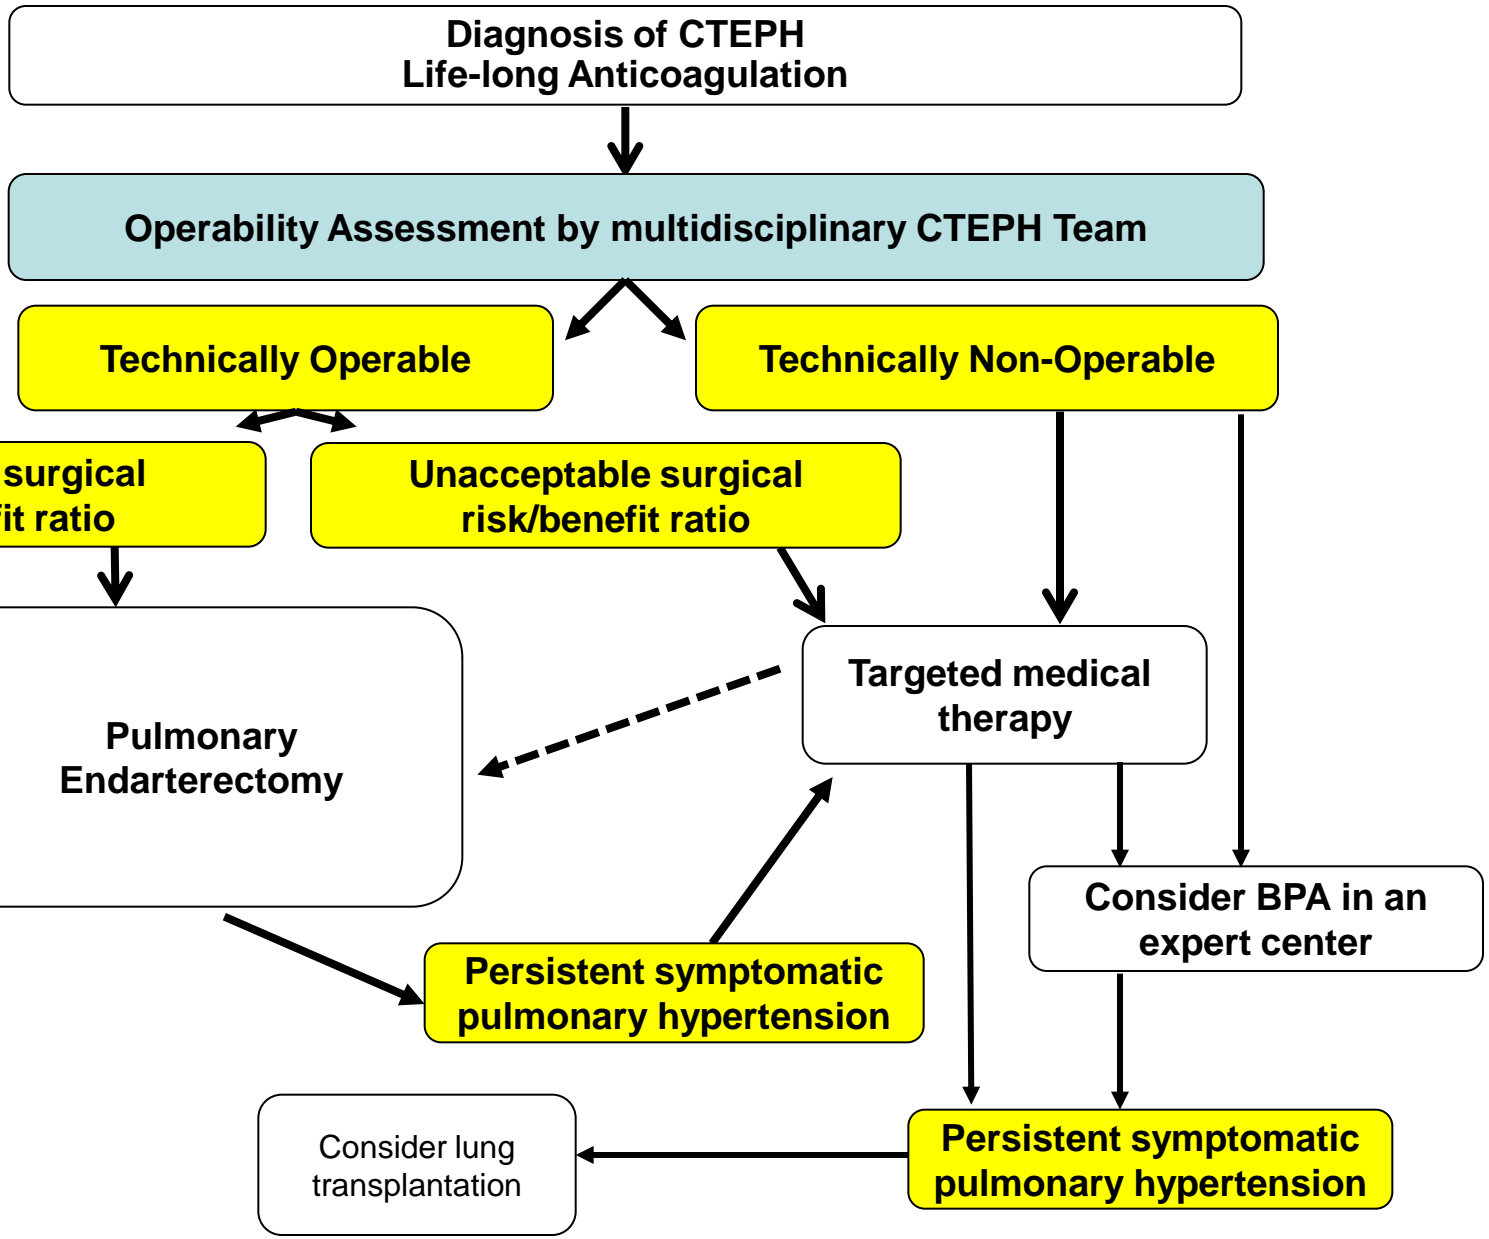 Diagnosis of CTEPH
Life-long Anticoagulation
Operability Assessment by multidisciplinary CTEPH Team
Technically Operable
Technically Non-Operable
surgical
ratio
Unacceptable surgical
risk/benefit ratio
Pulmonary
Endarterectomy
Targeted medical
therapy
Consider BPA in an
expert center
Persistent symptomatic
pulmonary hypertension
Consider lung
transplantation
Persistent symptomatic
pulmonary hypertension